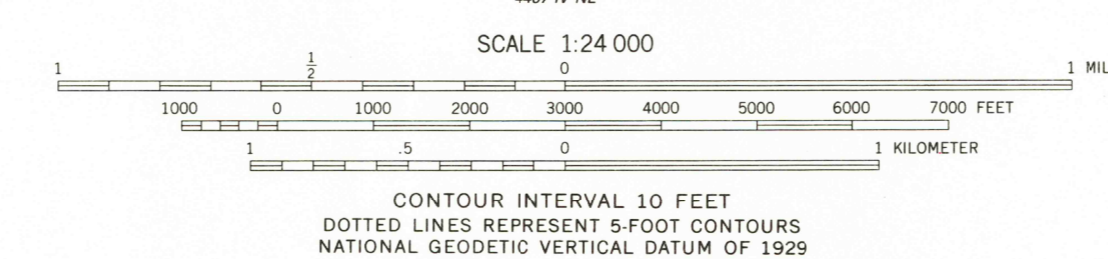 SCALE 1:24 000
1 1/2 0 1 MIL
1000 0 1000 2000 3000 4000 5000 6000 7000 FEET
1 .5 0 1 KILOMETER
CONTOUR INTERVAL 10 FEET
DOTTED LINES REPRESENT 5-FOOT CONTOURS
NATIONAL GEODETIC VERTICAL DATUM OF 1929